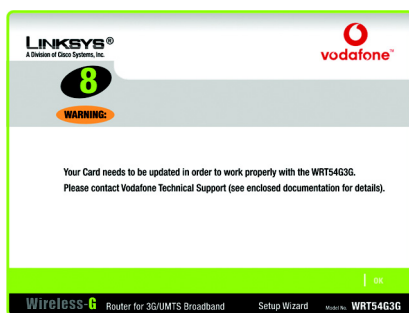 LINKSYS®
A Division of Cisco Systems, Inc.
vodafone™
8
WARNING:
Your Card needs to be updated in order to work properly with the WRT54G3G.
Please contact Vodafone Technical Support (see enclosed documentation for details).
OK
Wireless-G Router for 3G/UMTS Broadband Setup Wizard Model No. WRT54G3G